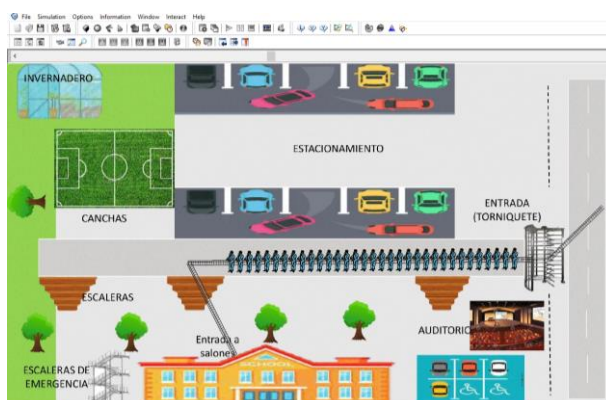 File Simulation Options Information Window Interact Help
INVERNADERO
ESTACIONAMIENTO
CANCHAS
ENTRADA
(TORNIQUETE)
ESCALERAS
Entrada a
salones
AUDITORIO
SCHOOL
ESCALERAS DE
EMERGENCIA